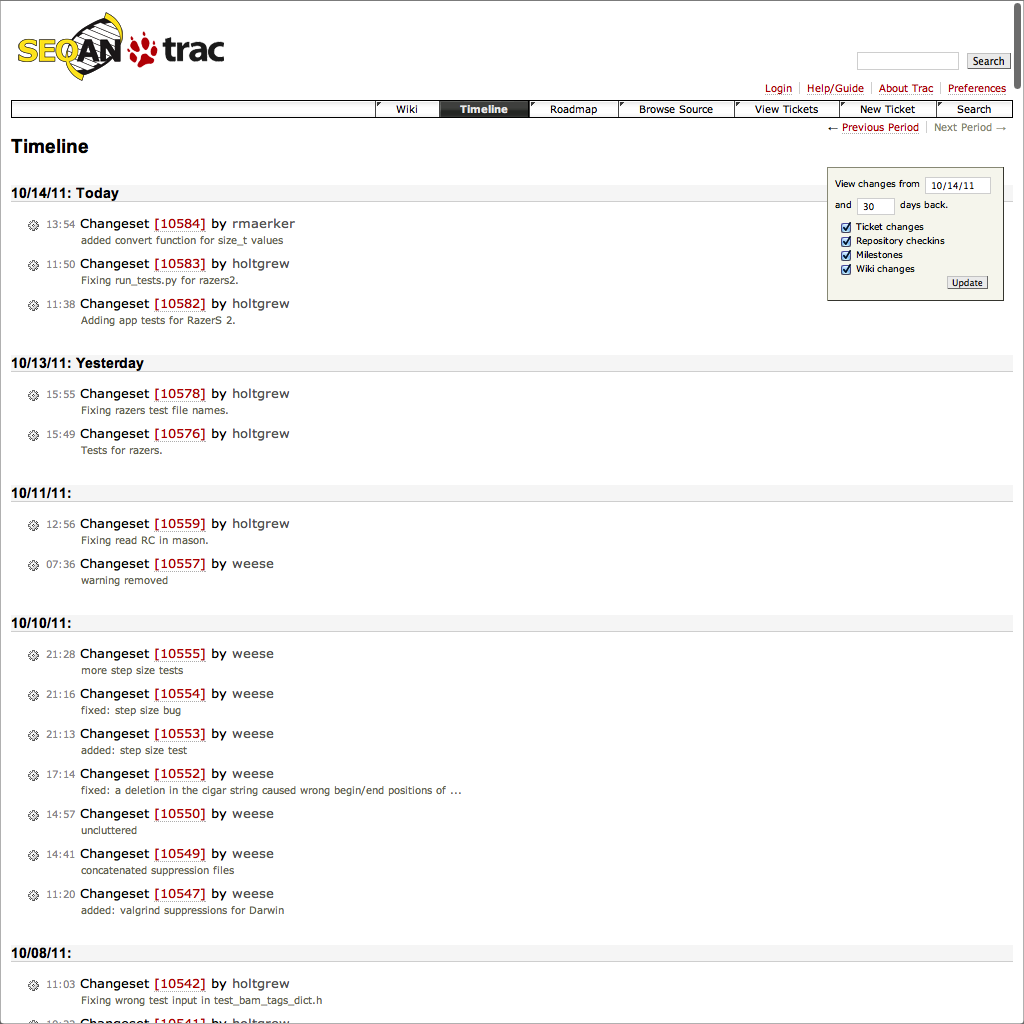 SEQAN trac
Search
Login Help/Guide About Trac Preferences
Wiki Timeline Roadmap Browse Source View Tickets New Ticket Search
← Previous Period Next Period →
Timeline
View changes from 10/14/11
and 30 days back.
Ticket changes
Repository checkins
Milestones
Wiki changes
Update
10/14/11: Today
13:54 Changeset [10584] by rmaerker
added convert function for size_t values
11:50 Changeset [10583] by holtgrew
Fixing run_tests.py for razers2.
11:38 Changeset [10582] by holtgrew
Adding app tests for RazerS 2.
10/13/11: Yesterday
15:55 Changeset [10578] by holtgrew
Fixing razers test file names.
15:49 Changeset [10576] by holtgrew
Tests for razers.
10/11/11:
12:56 Changeset [10559] by holtgrew
Fixing read RC in mason.
07:36 Changeset [10557] by weese
warning removed
10/10/11:
21:28 Changeset [10555] by weese
more step size tests
21:16 Changeset [10554] by weese
fixed: step size bug
21:13 Changeset [10553] by weese
added: step size test
17:14 Changeset [10552] by weese
fixed: a deletion in the cigar string caused wrong begin/end positions of ...
14:57 Changeset [10550] by weese
uncluttered
14:41 Changeset [10549] by weese
concatenated suppression files
11:20 Changeset [10547] by weese
added: valgrind suppressions for Darwin
10/08/11:
11:03 Changeset [10542] by holtgrew
Fixing wrong test input in test_bam_tags_dict.h
Changeset [10541] by holtgrew